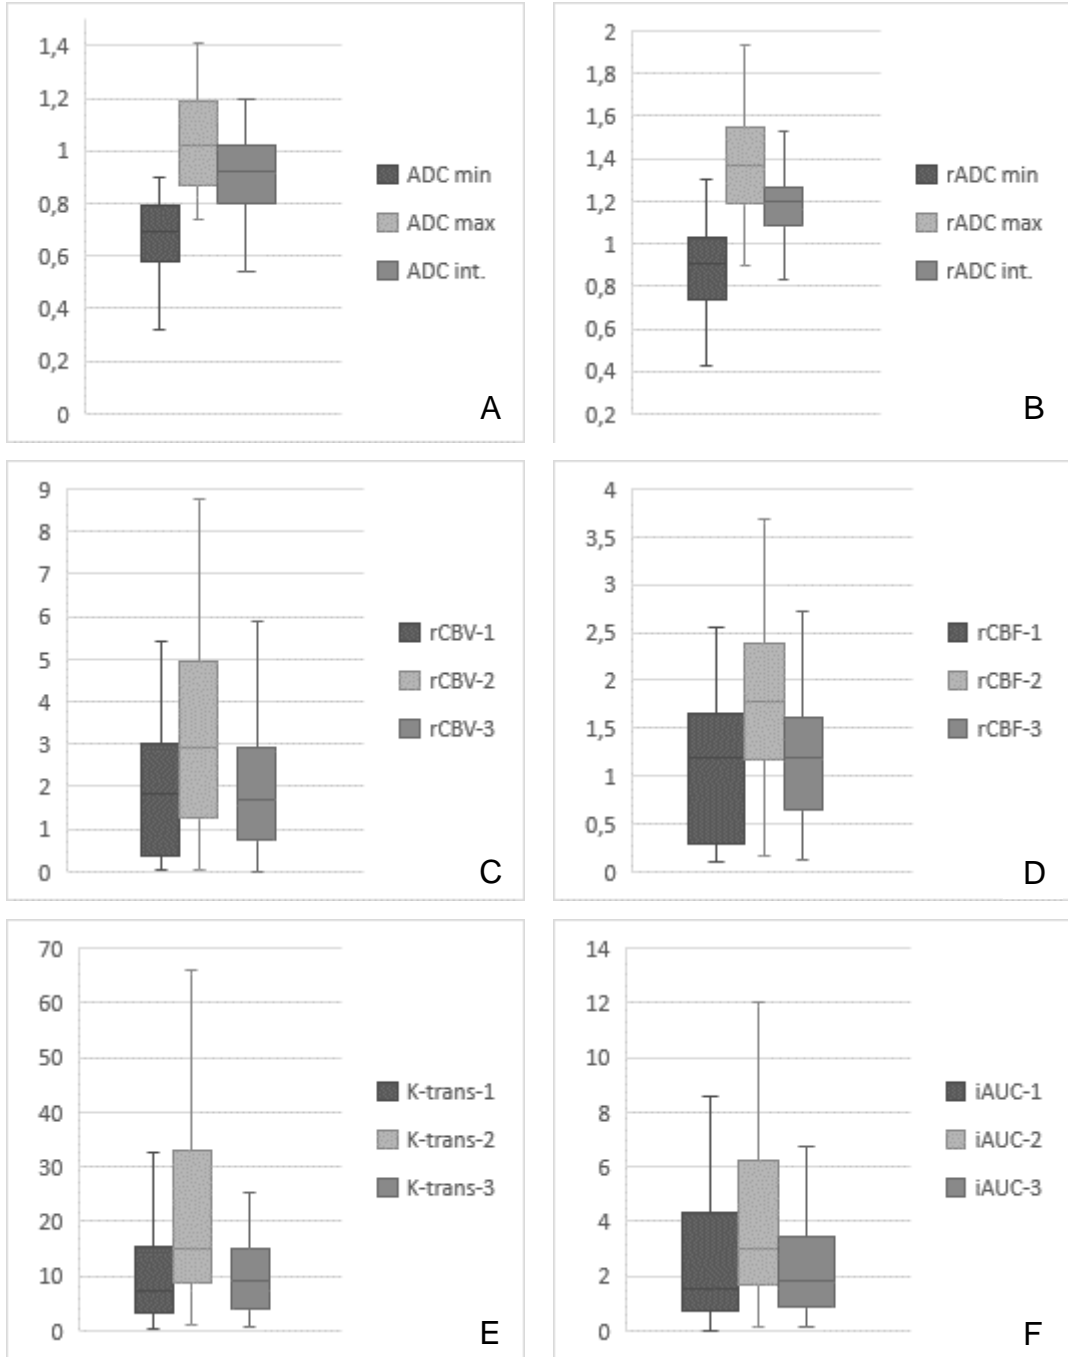 1,4
1,2
1
0,8
0,6
0,4
0,2
0
ADC min
ADC max
ADC int.
A
2
1,8
1,6
1,4
1,2
1
0,8
0,6
0,4
0,2
rADC min
rADC max
rADC int.
B
9
8
7
6
5
4
3
2
1
0
rCBV-1
rCBV-2
rCBV-3
C
4
3,5
3
2,5
2
1,5
1
0,5
0
rCBF-1
rCBF-2
rCBF-3
D
70
60
50
40
30
20
10
0
K-trans-1
K-trans-2
K-trans-3
E
14
12
10
8
6
4
2
0
iAUC-1
iAUC-2
iAUC-3
F